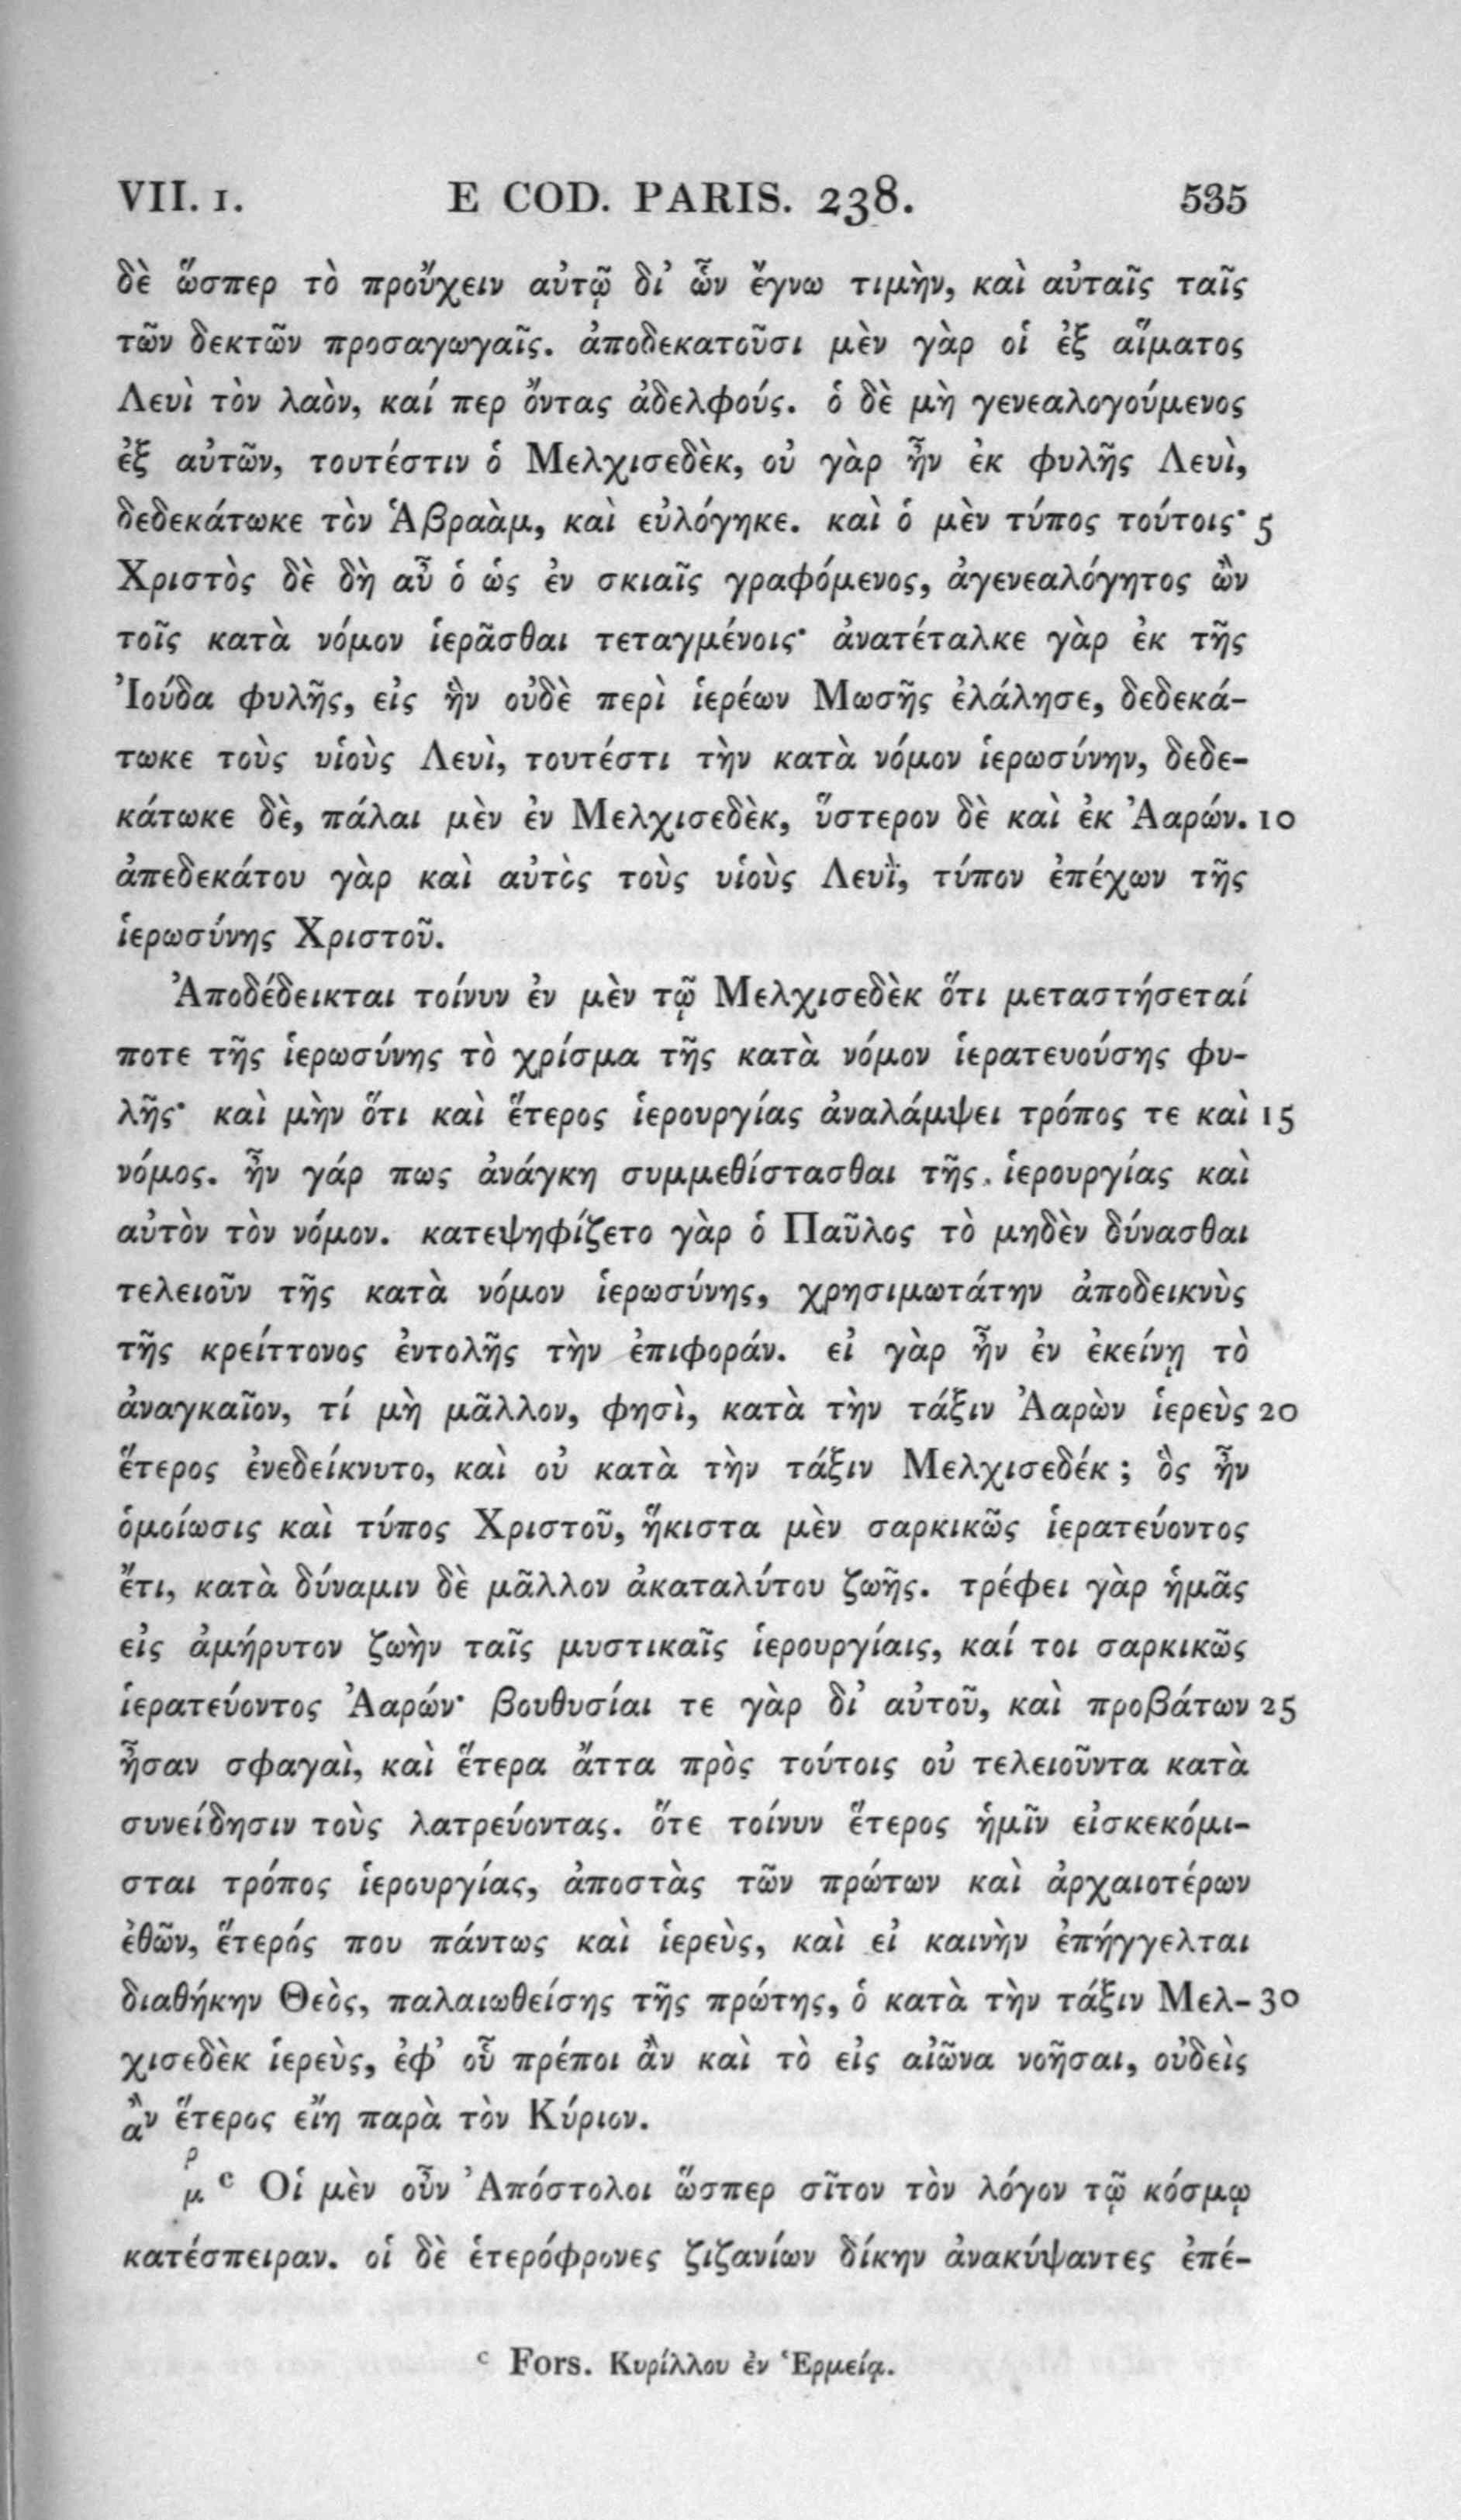 VII. 1. E COD. PARIS. 238. 535
δὲ ὥσπερ τὸ προὔχειν αὐτῷ δι’ ὧν ἔγνω τιμὴν, καὶ αὐταῖς ταῖς
τῶν δεκτῶν προσαγωγαῖς. ἀποδεκατοῦσι μὲν γὰρ οἱ ἐξ αἵματος
Λευὶ τὸν λαὸν, καί περ ὄντας ἀδελφούς. ὁ δὲ μὴ γενεαλογούμενος
ἐξ αὐτῶν, τουτέστιν ὁ Μελχισεδὲκ, οὐ γὰρ ἦν ἐκ φυλῆς Λευὶ,
δεδεκάτωκε τὸν Ἀβραὰμ, καὶ εὐλόγηκε. καὶ ὁ μὲν τύπος τούτοις· 5
Χριστὸς δὲ δὴ αὖ ὁ ὡς ἐν σκιαῖς γραφόμενος, ἀγενεαλόγητος ὢν
τοῖς κατὰ νόμον ἱερᾶσθαι τεταγμένοις· ἀνατέταλκε γὰρ ἐκ τῆς
Ἰούδα φυλῆς, εἰς ἣν οὐδὲ περὶ ἱερέων Μωσῆς ἐλάλησε, δεδεκά-
τωκε τοὺς υἱοὺς Λευὶ, τουτέστι τὴν κατὰ νόμον ἱερωσύνην, δεδε-
κάτωκε δὲ, πάλαι μὲν ἐν Μελχισεδὲκ, ὕστερον δὲ καὶ ἐκ Ἀαρών. 10
ἀπεδεκάτου γὰρ καὶ αὐτὸς τοὺς υἱοὺς Λευῒ, τύπον ἐπέχων τῆς
ἱερωσύνης Χριστοῦ.
Ἀποδέδεικται τοίνυν ἐν μὲν τῷ Μελχισεδὲκ ὅτι μεταστήσεταί
ποτε τῆς ἱερωσύνης τὸ χρίσμα τῆς κατὰ νόμον ἱερατευούσης φυ-
λῆς· καὶ μὴν ὅτι καὶ ἕτερος ἱερουργίας ἀναλάμψει τρόπος τε καὶ 15
νόμος. ἦν γάρ πως ἀνάγκη συμμεθίστασθαι τῆς ἱερουργίας καὶ
αὐτὸν τὸν νόμον. κατεψηφίζετο γὰρ ὁ Παῦλος τὸ μηδὲν δύνασθαι
τελειοῦν τῆς κατὰ νόμον ἱερωσύνης, χρησιμωτάτην ἀποδεικνὺς
τῆς κρείττονος ἐντολῆς τὴν ἐπιφοράν. εἰ γὰρ ἦν ἐν ἐκείνῃ τὸ
ἀναγκαῖον, τί μὴ μᾶλλον, φησὶ, κατὰ τὴν τάξιν Ἀαρὼν ἱερεὺς 20
ἕτερος ἐνεδείκνυτο, καὶ οὐ κατὰ τὴν τάξιν Μελχισεδέκ ; ὃς ἦν
ὁμοίωσις καὶ τύπος Χριστοῦ, ἥκιστα μὲν σαρκικῶς ἱερατεύοντος
ἔτι, κατὰ δύναμιν δὲ μᾶλλον ἀκαταλύτου ζωῆς. τρέφει γὰρ ἡμᾶς
εἰς ἀμήρυτον ζωὴν ταῖς μυστικαῖς ἱερουργίαις, καί τοι σαρκικῶς
ἱερατεύοντος Ἀαρών· βουθυσίαι τε γὰρ δι’ αὐτοῦ, καὶ προβάτων 25
ἦσαν σφαγαὶ, καὶ ἕτερα ἄττα πρὸς τούτοις οὐ τελειοῦντα κατὰ
συνείδησιν τοὺς λατρεύοντας. ὅτε τοίνυν ἕτερος ἡμῖν εἰσκεκόμι-
σται τρόπος ἱερουργίας, ἀποστὰς τῶν πρώτων καὶ ἀρχαιοτέρων
ἐθῶν, ἕτερός που πάντως καὶ ἱερεὺς, καὶ εἰ καινὴν ἐπήγγελται
διαθήκην Θεὸς, παλαιωθείσης τῆς πρώτης, ὁ κατὰ τὴν τάξιν Μελ- 30
χισεδὲκ ἱερεὺς, ἐφ’ οὗ πρέποι ἂν καὶ τὸ εἰς αἰῶνα νοῆσαι, οὐδεὶς
ἂν ἕτερος εἴη παρὰ τὸν Κύριον.
ρ
μ c Οἱ μὲν οὖν Ἀπόστολοι ὥσπερ σῖτον τὸν λόγον τῷ κόσμῳ
κατέσπειραν. οἱ δὲ ἑτερόφρονες ζιζανίων δίκην ἀνακύψαντες ἐπέ-
c Fors. Κυρίλλου ἐν Ἑρμείᾳ.